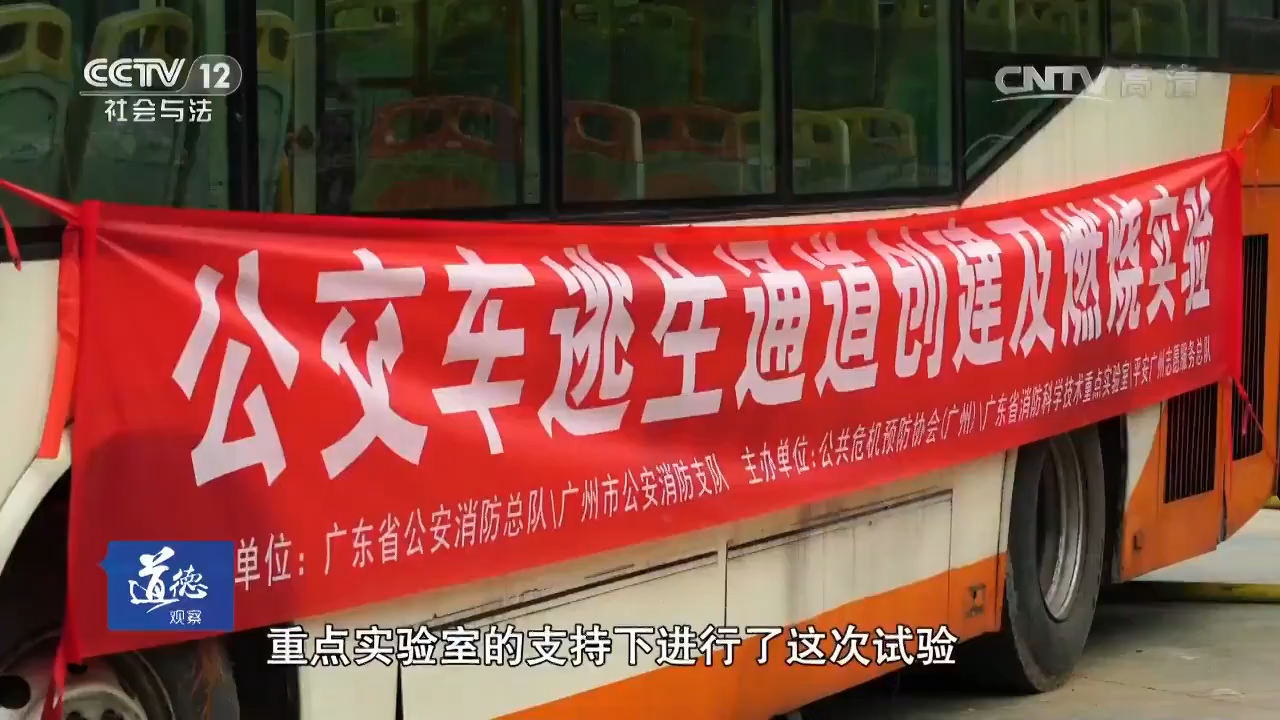 CCTV 12
社会与法
CNTV 高清
公交车逃生通道创建及燃烧实验
单位：广东省公安消防总队\广州市公安消防支队 主办单位：公共危机预防协会(广州)\广东省消防科学技术重点实验室\平安广州志愿服务总队
道德
观察
重点实验室的支持下进行了这次试验